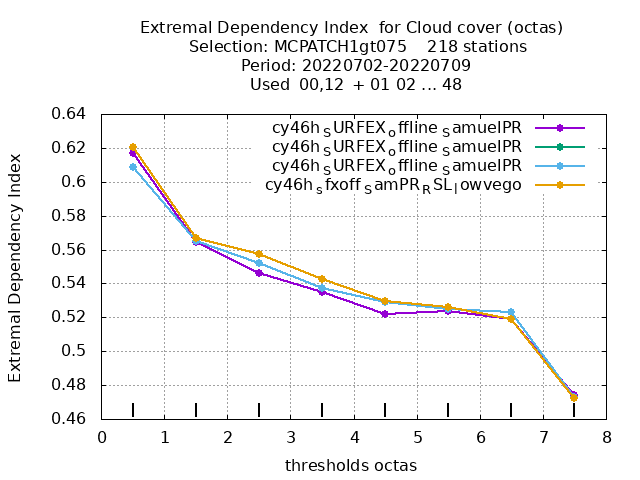 Extremal Dependency Index  for Cloud cover (octas)
Selection: MCPATCH1gt075    218 stations
Period: 20220702-20220709
Used  00,12  + 01 02 ... 48
cy46h_SURFEX_offline_SamuelPR
cy46h_SURFEX_offline_SamuelPR
cy46h_SURFEX_offline_SamuelPR
cy46h_sfxoff_SamPR_RSL_lowvego
Extremal Dependency Index
0.64
0.62
0.6
0.58
0.56
0.54
0.52
0.5
0.48
0.46
0 1 2 3 4 5 6 7 8
thresholds octas